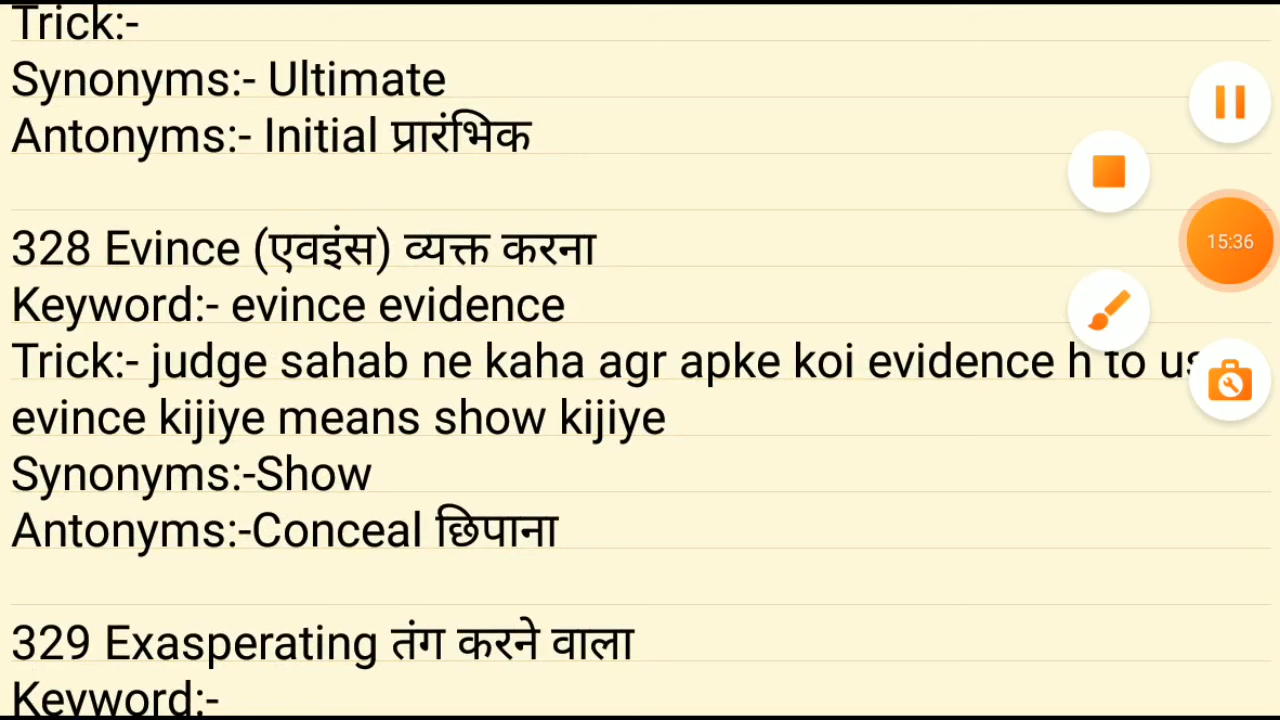 Trick:-
Synonyms:- Ultimate
Antonyms:- Initial प्रारंभिक
328 Evince (एवइंस) व्यक्त करना
Keyword:- evince evidence
Trick:- judge sahab ne kaha agr apke koi evidence h to
evince kijiye means show kijiye
Synonyms:-Show
Antonyms:-Conceal छिपाना
329 Exasperating तंग करने वाला
Keyword:-
15:36